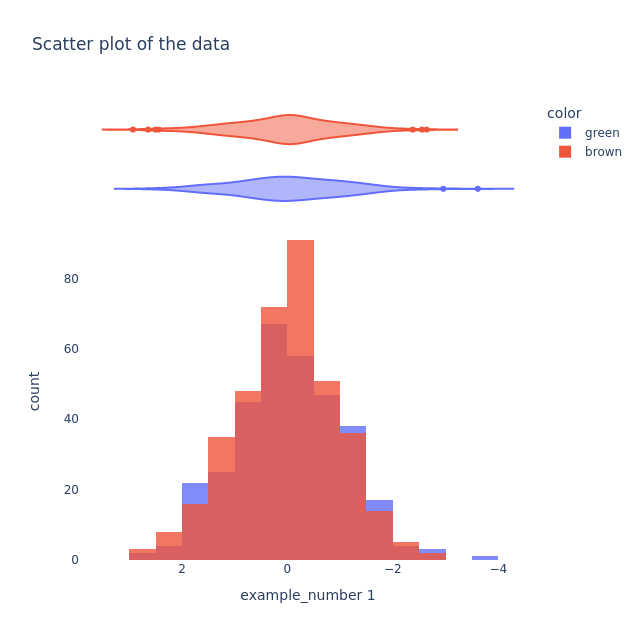 Scatter plot of the data
color
green
brown
80
60
40
20
0
count
2
0
−2
−4
example_number 1